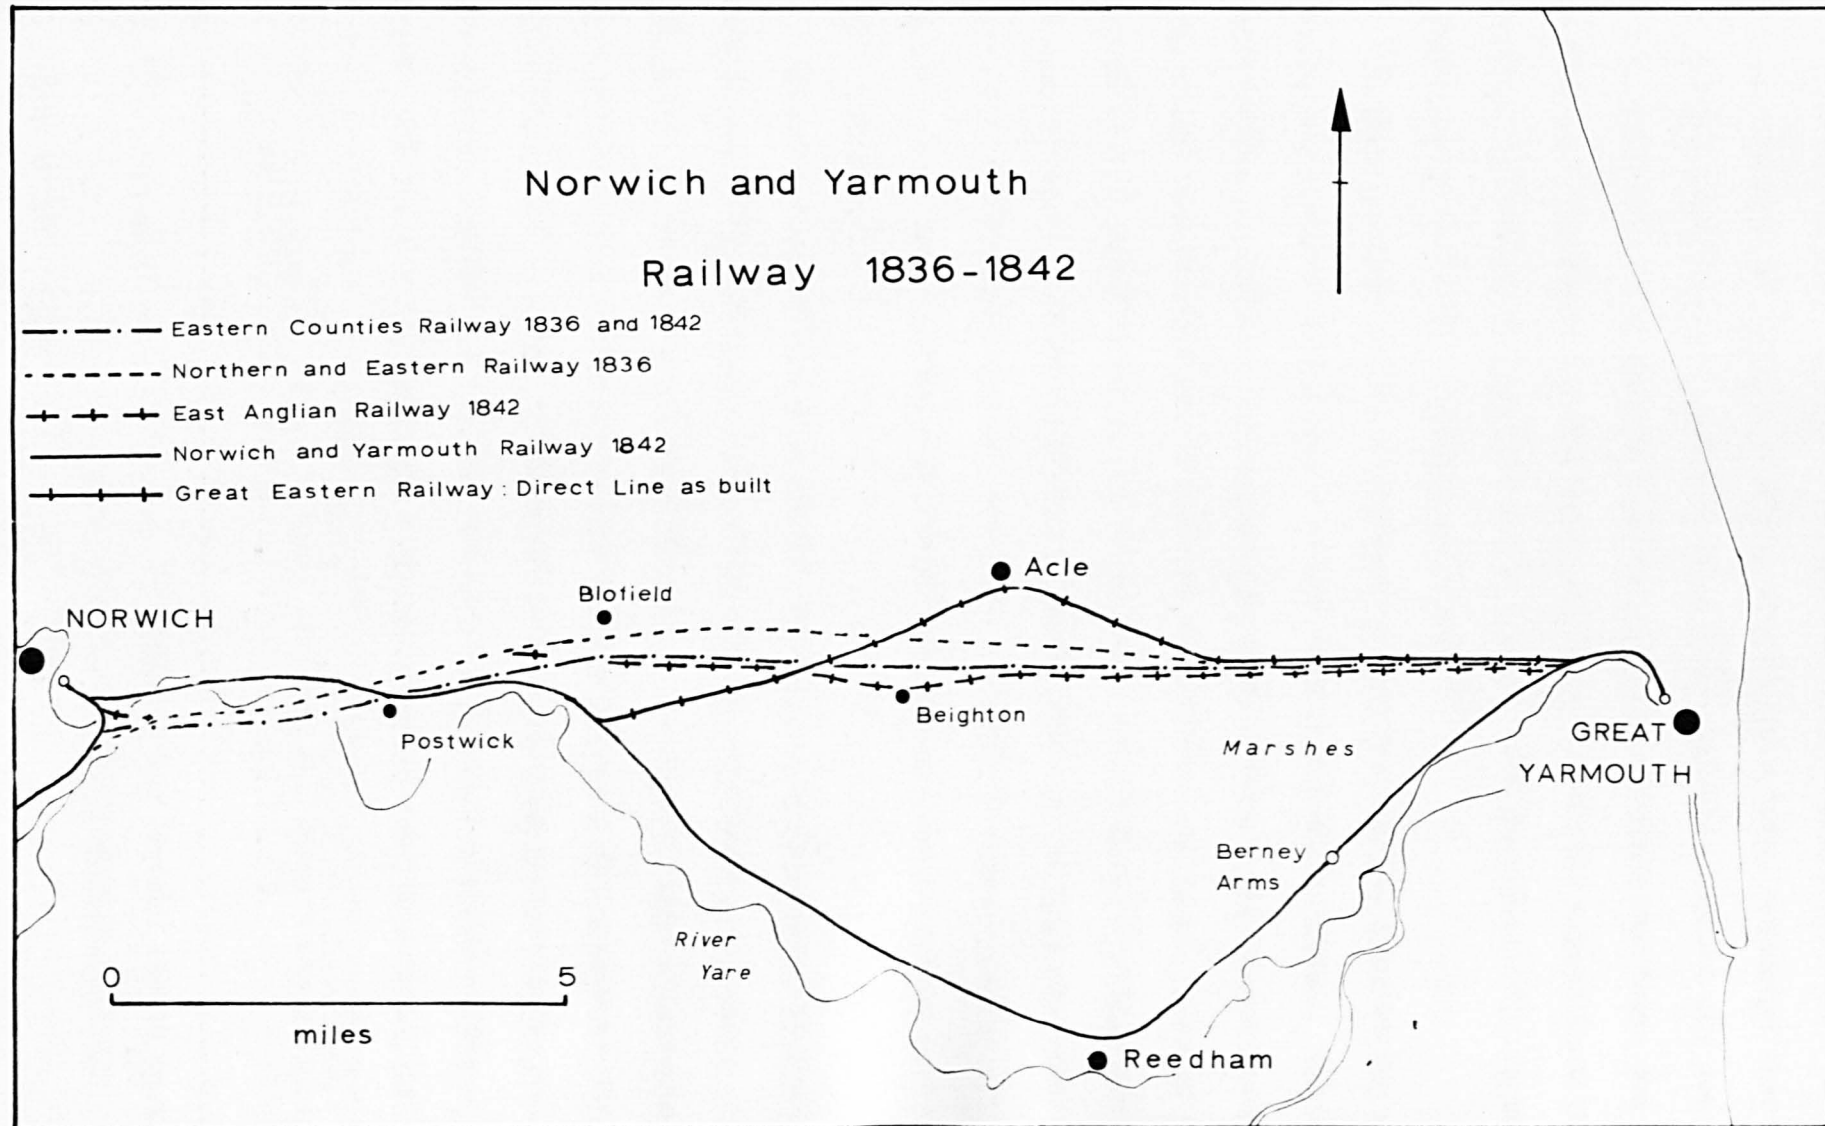 Norwich and Yarmouth
Railway 1836-1842
Eastern Counties Railway 1836 and 1842
Northern and Eastern Railway 1836
East Anglian Railway 1842
Norwich and Yarmouth Railway 1842
Great Eastern Railway: Direct Line as built
Acle
Blofield
NORWICH
Beighton
Postwick
Marshes
GREAT
YARMOUTH
Berney
Arms
River
Yare
0 5
miles
Reedham